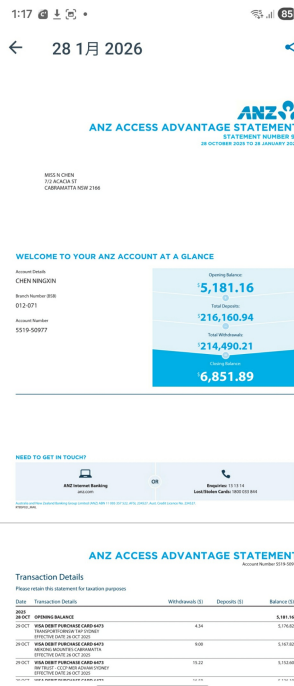 1:17
85
28 1月 2026
ANZ
ANZ ACCESS ADVANTAGE STATEMENT
STATEMENT NUMBER 9
28 OCTOBER 2025 TO 28 JANUARY 202
MISS N CHEN
7/2 ACACIA ST
CABRAMATTA NSW 2166
WELCOME TO YOUR ANZ ACCOUNT AT A GLANCE
Account Details
CHEN NINGXIN
Branch Number (BSB)
012-071
Account Number
5519-50977
Opening Balance:
$5,181.16
Total Deposits:
$216,160.94
Total Withdrawals:
$214,490.21
Closing Balance:
$6,851.89
NEED TO GET IN TOUCH?
ANZ Internet Banking
anz.com
OR
Enquiries: 13 13 14
Lost/Stolen Cards: 1800 033 844
ANZ ACCESS ADVANTAGE STATEMENT
Account Number 5519-509
Transaction Details
Please retain this statement for taxation purposes
Date Transaction Details Withdrawals ($) Deposits ($) Balance ($)
2025
28 OCT OPENING BALANCE 5,181.16
29 OCT VISA DEBIT PURCHASE CARD 6473 4.34 5,176.82
TRANSPORTFORNSW TAP SYDNEY
EFFECTIVE DATE 26 OCT 2025
29 OCT VISA DEBIT PURCHASE CARD 6473 9.00 5,167.82
MEKONG MOUNTIES CABRAMATTA
EFFECTIVE DATE 26 OCT 2025
29 OCT VISA DEBIT PURCHASE CARD 6473 15.22 5,153.60
EFFECTIVE DATE 26 OCT 2025